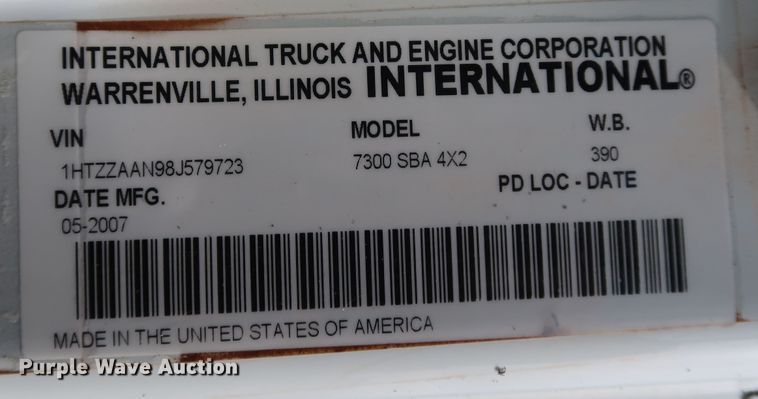 INTERNATIONAL TRUCK AND ENGINE CORPORATION
WARRENVILLE, ILLINOIS INTERNATIONAL®
VIN MODEL W.B.
1HTZZAAN98J579723 7300 SBA 4X2 390
DATE MFG. PD LOC - DATE
05-2007
MADE IN THE UNITED STATES OF AMERICA
Purple Wave Auction